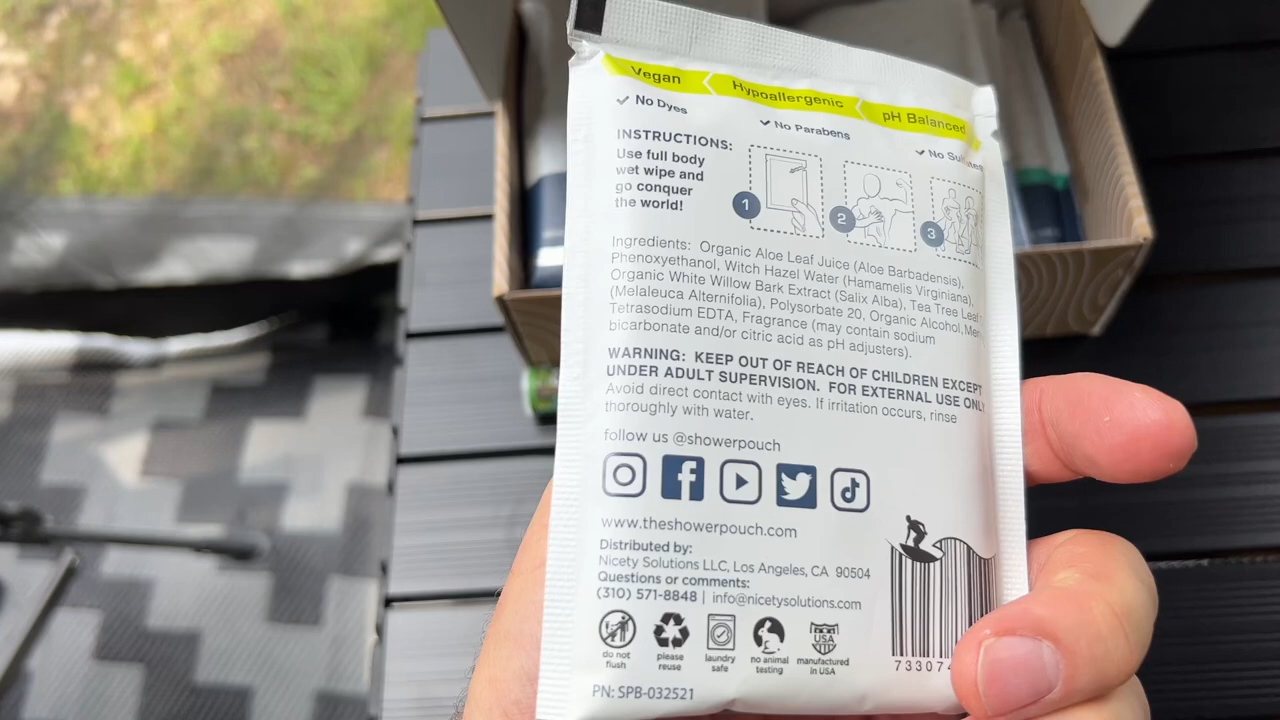 Vegan Hypoallergenic pH Balanced
No Dyes No Parabens No
INSTRUCTIONS:
Use full body
wet wipe and
go conquer
the world!
1 2 3
Ingredients: Organic Aloe Leaf Juice (Aloe Barbadensis),
Phenoxyethanol, Witch Hazel Water (Hamamelis Virginiana),
Organic White Willow Bark Extract (Salix Alba), Tea Tree Leaf
(Melaleuca Alternifolia), Polysorbate 20, Organic Alcohol,
Tetrasodium EDTA, Fragrance (may contain sodium
bicarbonate and/or citric acid as pH adjusters).
WARNING: KEEP OUT OF REACH OF CHILDREN EXCEPT
UNDER ADULT SUPERVISION. FOR EXTERNAL USE ONLY
Avoid direct contact with eyes. If irritation occurs, rinse
thoroughly with water.
follow us @showerpouch
www.theshowerpouch.com
Distributed by:
Nicety Solutions LLC, Los Angeles, CA 90504
Questions or comments:
(310) 571-8848 | info@nicetysolutions.com
USA
do not
flush
please
reuse
laundry
safe
no animal
testing
manufactured
in USA
73307
PN: SPB-032521